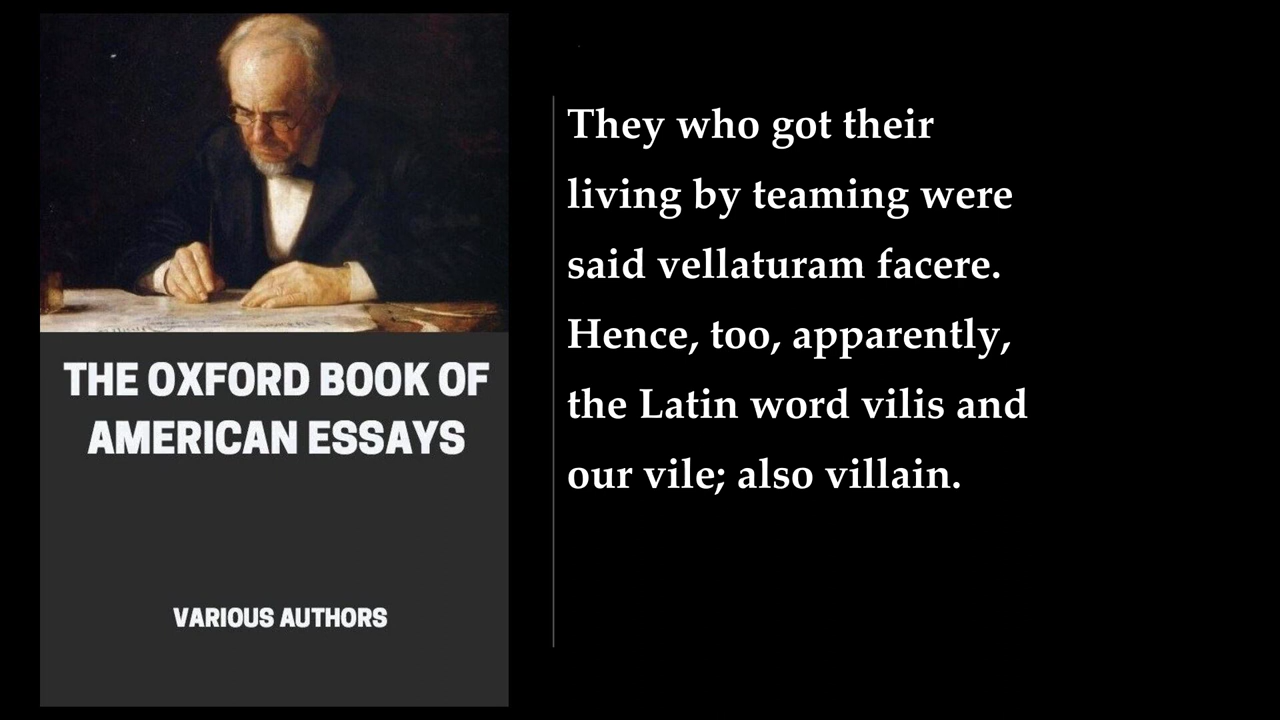 THE OXFORD BOOK OF
AMERICAN ESSAYS
VARIOUS AUTHORS
They who got their
living by teaming were
said vellaturam facere.
Hence, too, apparently,
the Latin word vilis and
our vile; also villain.